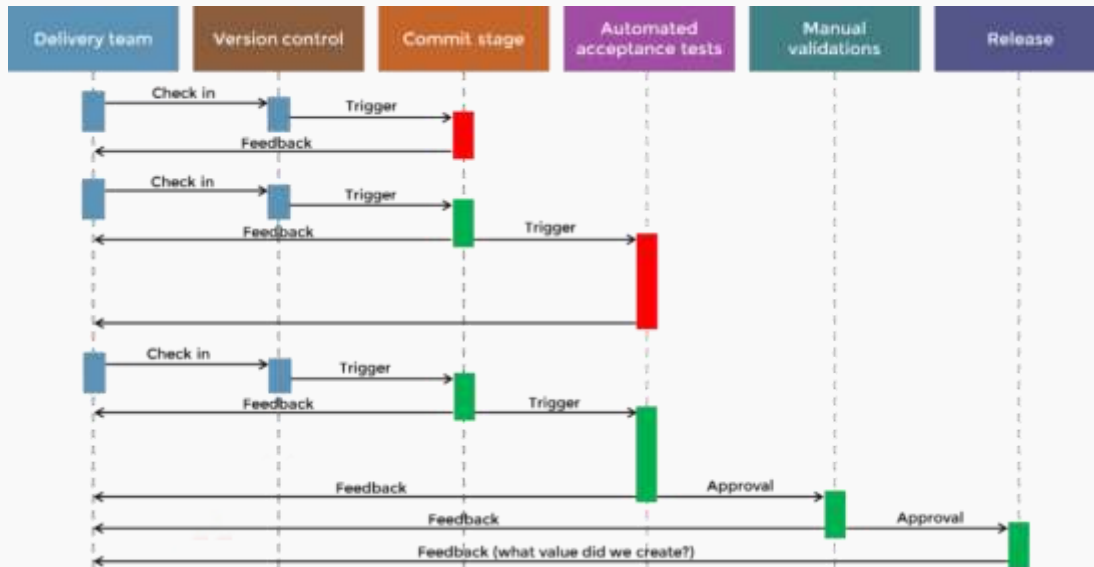 Delivery team
Version control
Commit stage
Automated
acceptance tests
Manual
validations
Release
Check in
Trigger
Feedback
Check in
Trigger
Feedback
Trigger
Check in
Trigger
Feedback
Trigger
Feedback
Approval
Feedback
Approval
Feedback (what value did we create?)